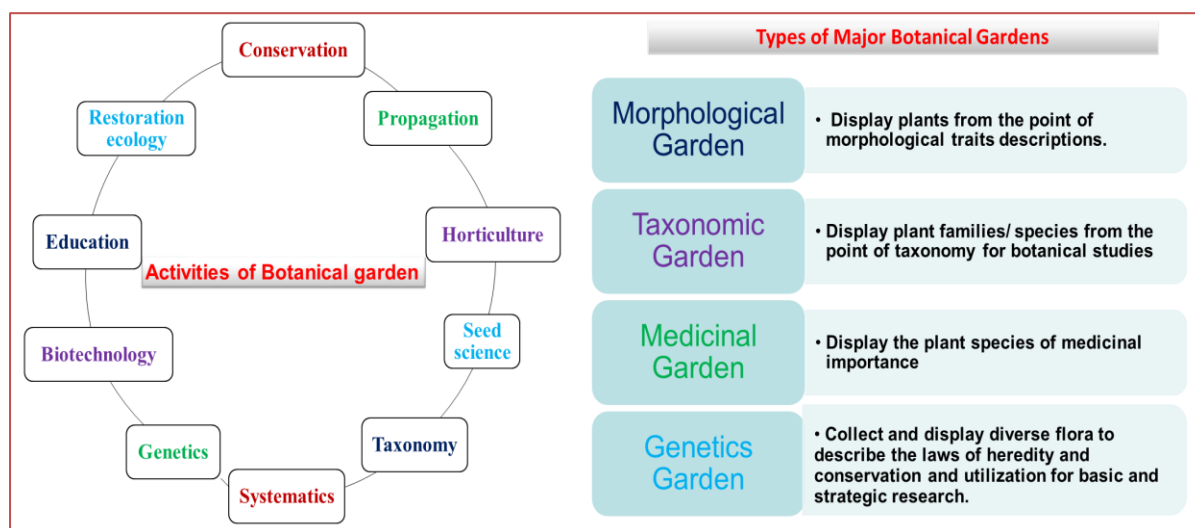 Conservation
Propagation
Horticulture
Seed
science
Taxonomy
Systematics
Genetics
Biotechnology
Education
Restoration
ecology
Activities of Botanical garden
Types of Major Botanical Gardens
Morphological
Garden
• Display plants from the point of
morphological traits descriptions.
Taxonomic
Garden
• Display plant families/ species from the
point of taxonomy for botanical studies
Medicinal
Garden
• Display the plant species of medicinal
importance
Genetics
Garden
• Collect and display diverse flora to
describe the laws of heredity and
conservation and utilization for basic and
strategic research.